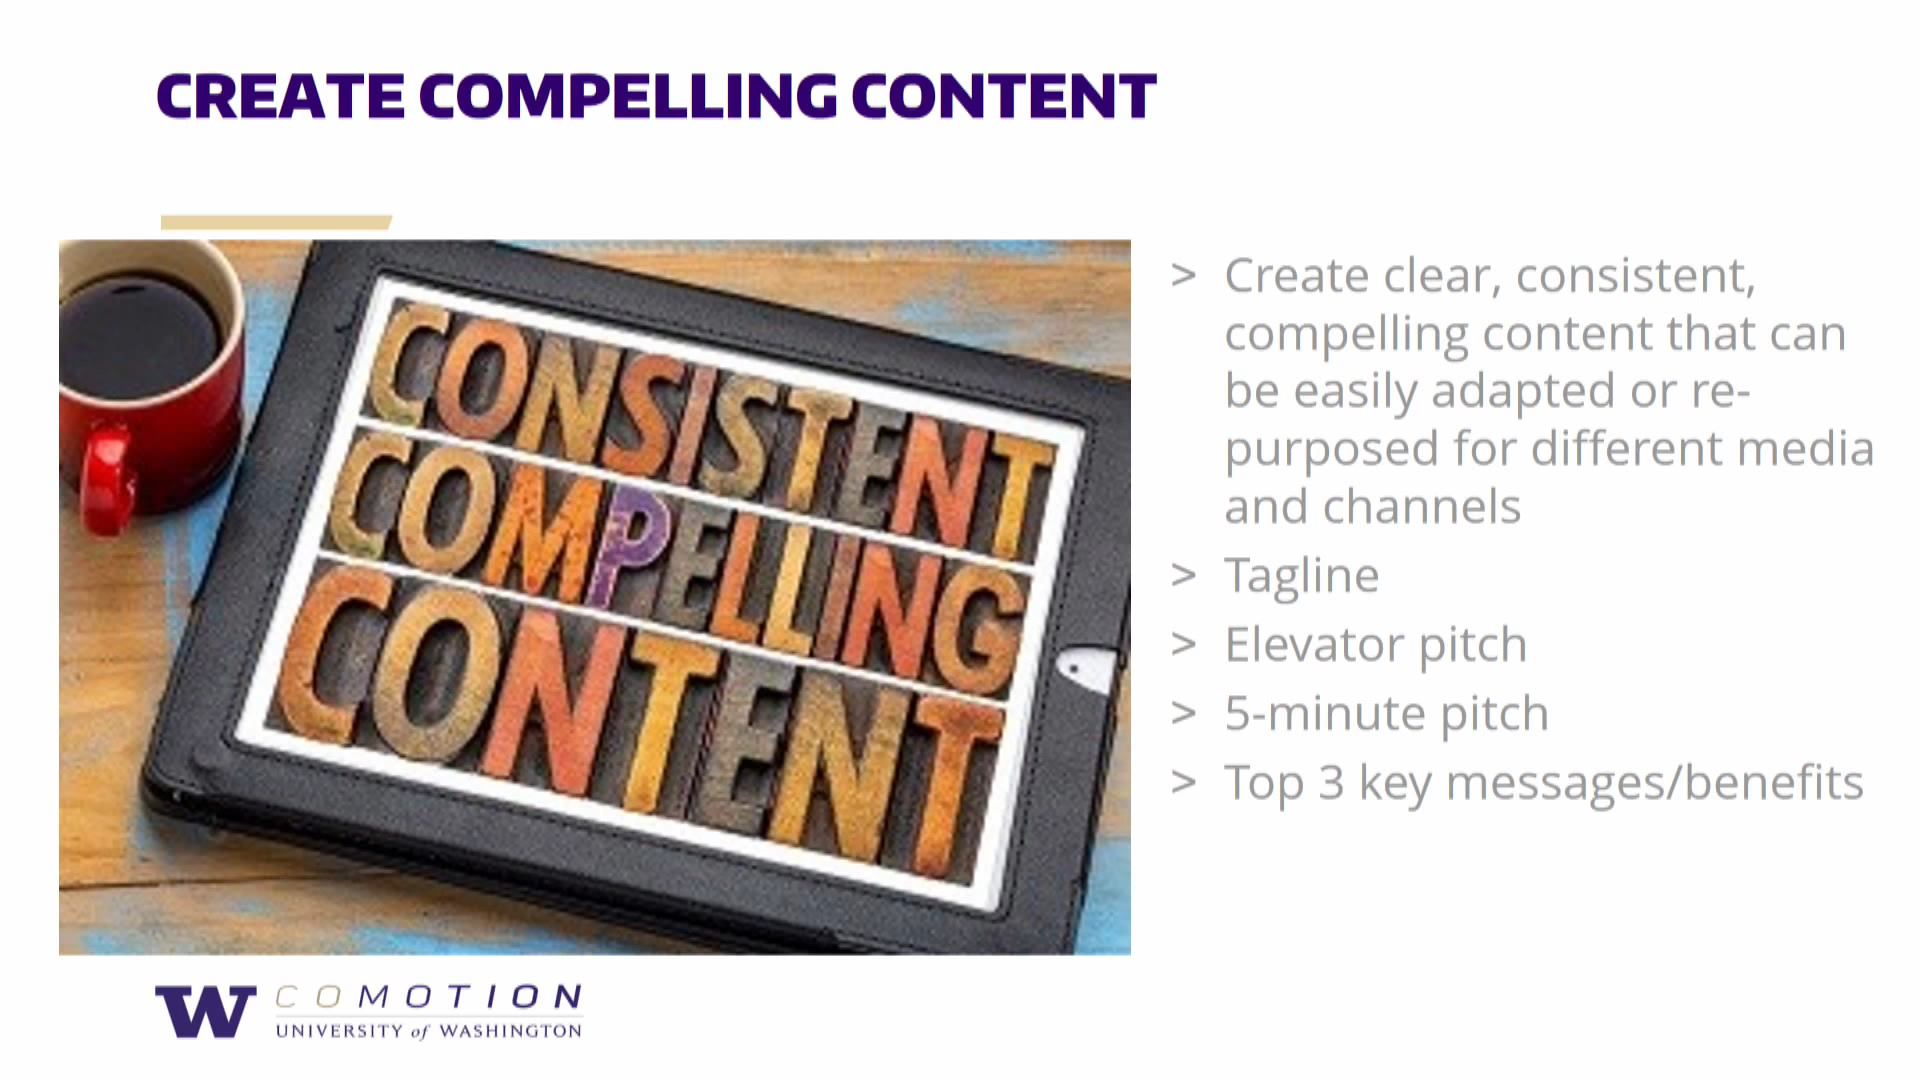 CREATE COMPELLING CONTENT
CONSISTENT
COMPELLING
CONTENT
> Create clear, consistent,
compelling content that can
be easily adapted or re-
purposed for different media
and channels
> Tagline
> Elevator pitch
> 5-minute pitch
> Top 3 key messages/benefits
W COMOTION
UNIVERSITY of WASHINGTON